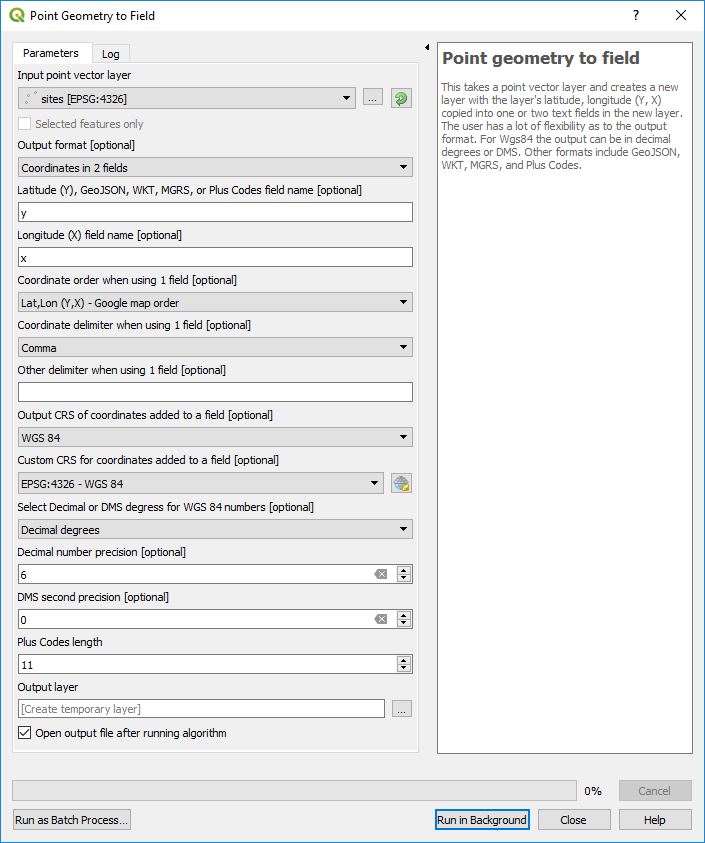 Point Geometry to Field
?
Parameters
Log
Input point vector layer
sites [EPSG:4326]
...
Selected features only
Output format [optional]
Coordinates in 2 fields
Latitude (Y), GeoJSON, WKT, MGRS, or Plus Codes field name [optional]
y
Longitude (X) field name [optional]
x
Coordinate order when using 1 field [optional]
Lat,Lon (Y,X) - Google map order
Coordinate delimiter when using 1 field [optional]
Comma
Other delimiter when using 1 field [optional]
Output CRS of coordinates added to a field [optional]
WGS 84
Custom CRS for coordinates added to a field [optional]
EPSG:4326 - WGS 84
Select Decimal or DMS degress for WGS 84 numbers [optional]
Decimal degrees
Decimal number precision [optional]
6
DMS second precision [optional]
0
Plus Codes length
11
Output layer
[Create temporary layer]
...
Open output file after running algorithm
Point geometry to field
This takes a point vector layer and creates a new
layer with the layer's latitude, longitude (Y, X)
copied into one or two text fields in the new layer.
The user has a lot of flexibility as to the output
format. For Wgs84 the output can be in decimal
degrees or DMS. Other formats include GeoJSON,
WKT, MGRS, and Plus Codes.
0%
Cancel
Run as Batch Process...
Run in Background
Close
Help